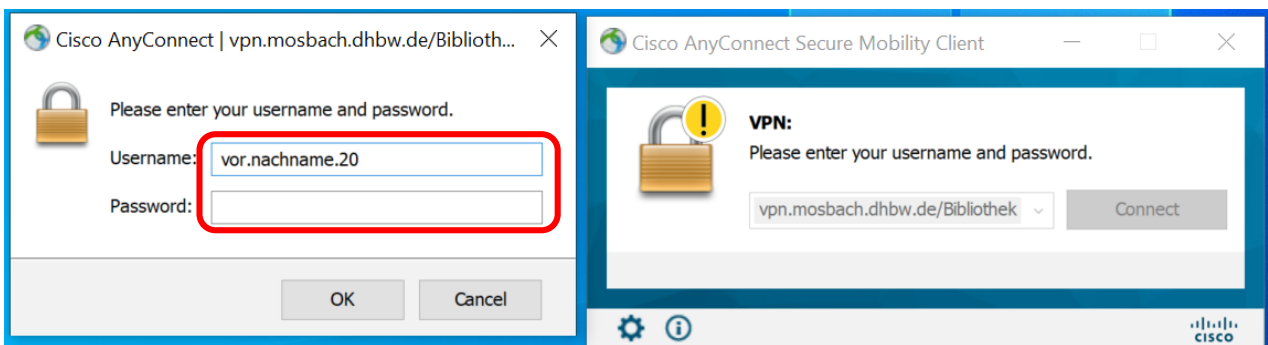 Cisco AnyConnect | vpn.mosbach.dhbw.de/Biblioth...
Please enter your username and password.
Username: vor.nachname.20
Password:
OK Cancel
Cisco AnyConnect Secure Mobility Client
VPN:
Please enter your username and password.
vpn.mosbach.dhbw.de/Bibliothek Connect
CISCO